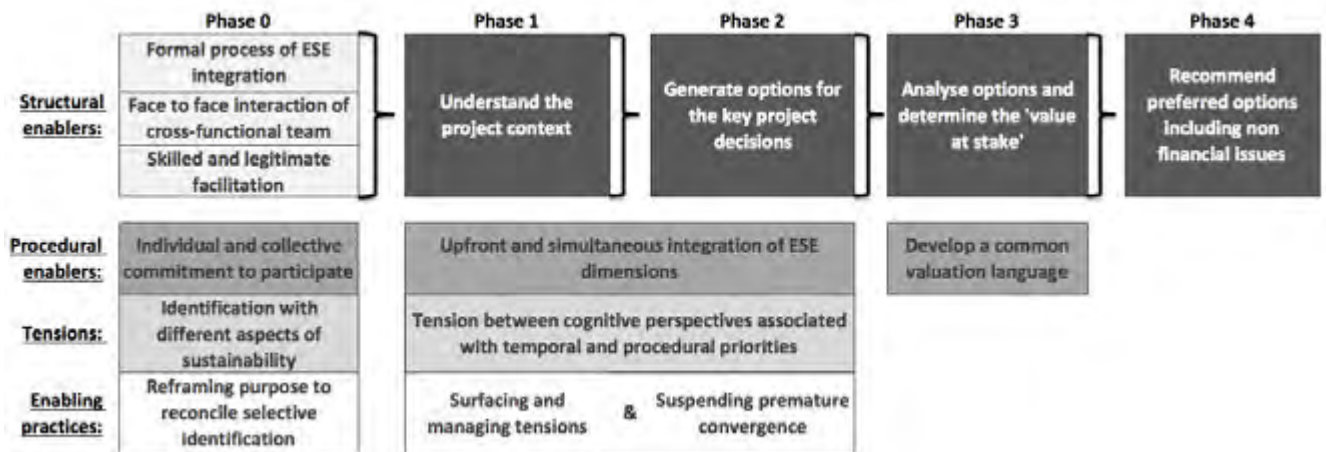 Phase 0 Phase 1 Phase 2 Phase 3 Phase 4
Structural
enablers:
Formal process of ESE
integration
Face to face interaction of
cross-functional team
Skilled and legitimate
facilitation
Understand the
project context
Generate options for
the key project
decisions
Analyse options and
determine the 'value
at stake'
Recommend
preferred options
including non
financial issues
Procedural
enablers:
Individual and collective
commitment to participate
Upfront and simultaneous integration of ESE
dimensions
Develop a common
valuation language
Tensions:
Identification with
different aspects of
sustainability
Tension between cognitive perspectives associated
with temporal and procedural priorities
Enabling
practices:
Reframing purpose to
reconcile selective
identification
Surfacing and
managing tensions
&
Suspending premature
convergence